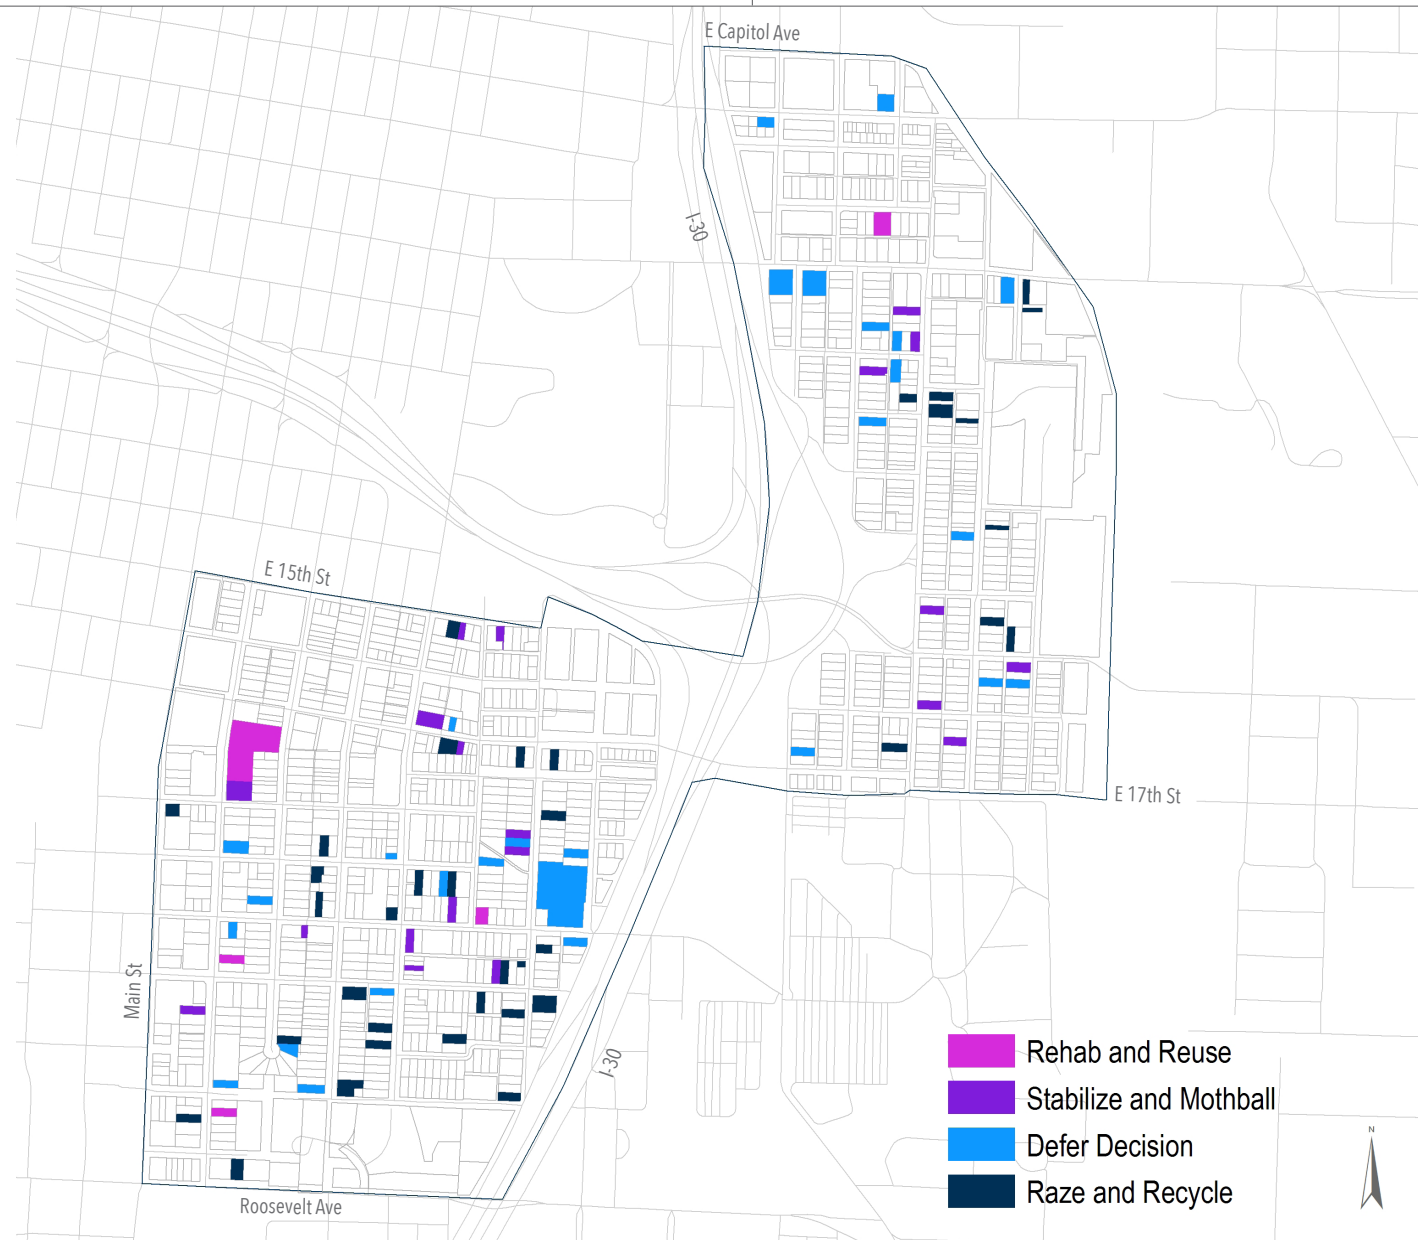 E Capitol Ave
I-30
E 15th St
E 17th St
Main St
I-30
Roosevelt Ave
Rehab and Reuse
Stabilize and Mothball
Defer Decision
Raze and Recycle
N